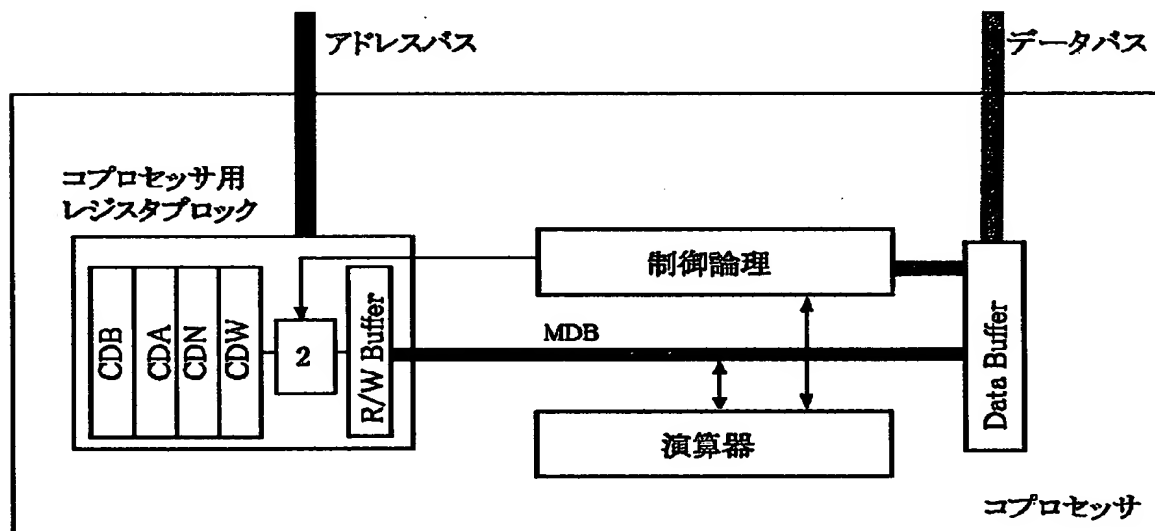 アドレスバス
データバス
コプロセッサ用
レジスタブロック
制御論理
CDB
CDA
CDN
CDW
2
R/W Buffer
MDB
Data Buffer
演算器
コプロセッサ